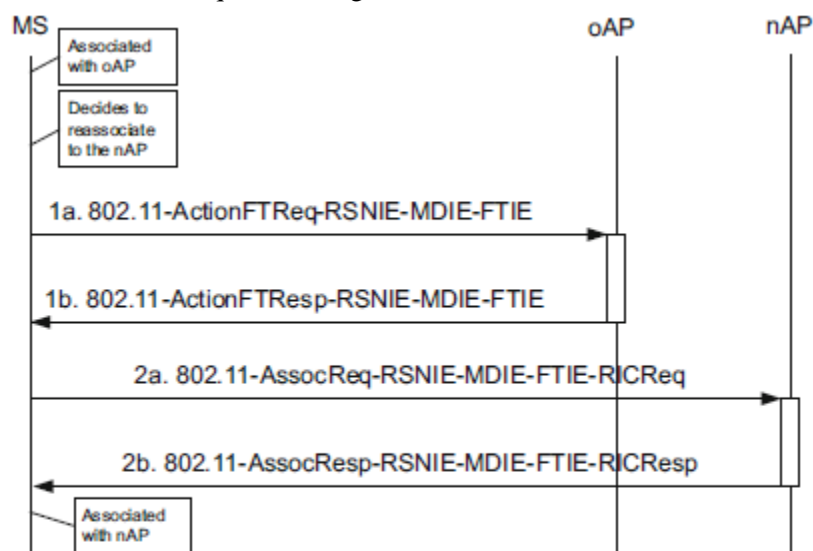 MS
oAP
nAP
Associated
with oAP
Decides to
reassociate
to the nAP
1a. 802.11-ActionFTReq-RSNIE-MDIE-FTIE
1b. 802.11-ActionFTResp-RSNIE-MDIE-FTIE
2a. 802.11-AssocReq-RSNIE-MDIE-FTIE-RICReq
2b. 802.11-AssocResp-RSNIE-MDIE-FTIE-RICResp
Associated
with nAP